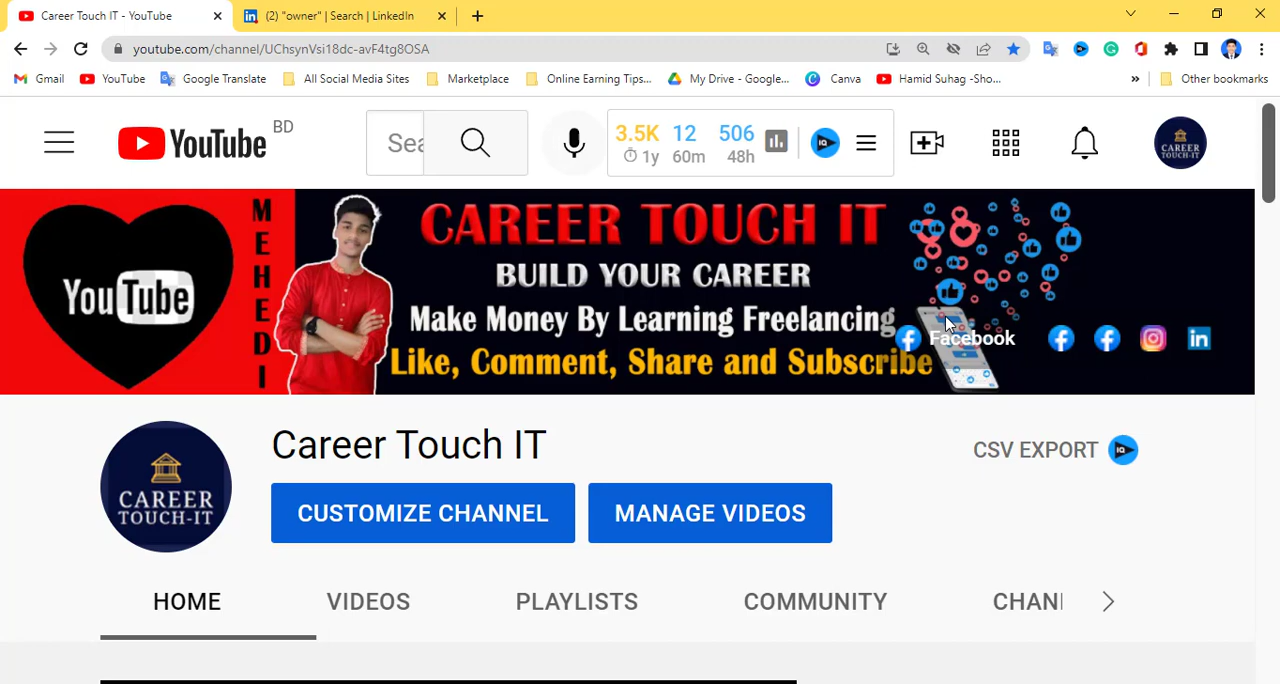 Career Touch IT - YouTube
(2) "owner" | Search | LinkedIn
youtube.com/channel/UChsynVsi18dc-avF4tg8OSA
Gmail YouTube Google Translate All Social Media Sites Marketplace Online Earning Tips... My Drive - Google... Canva Hamid Suhag -Sho... » Other bookmarks
YouTube BD
Sea
3.5K 12 506
1y 60m 48h
IQ
CAREER
TOUCH-IT
YouTube
MEHEDI
CAREER TOUCH IT
BUILD YOUR CAREER
Make Money By Learning Freelancing
Facebook
Like, Comment, Share and Subscribe
CAREER
TOUCH-IT
Career Touch IT
CSV EXPORT IQ
CUSTOMIZE CHANNEL MANAGE VIDEOS
HOME VIDEOS PLAYLISTS COMMUNITY CHAN